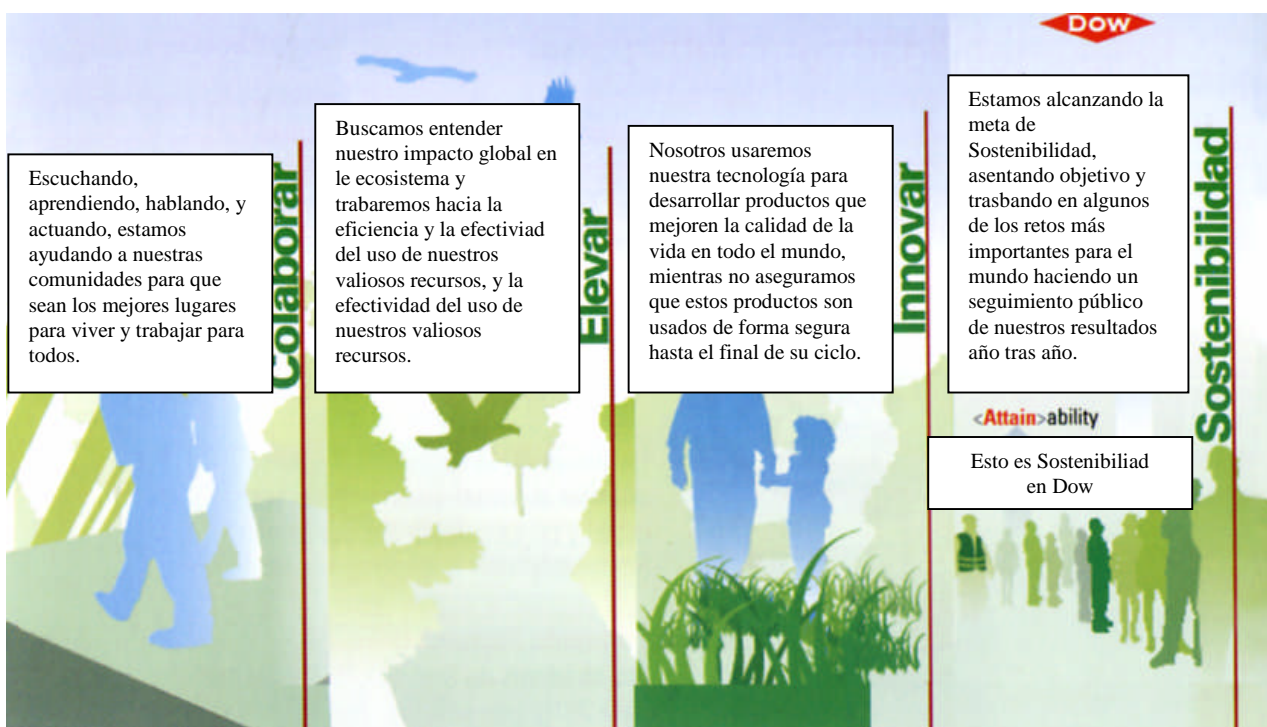 Escuchando,
aprendiendo, hablando, y
actuando, estamos
ayudando a nuestras
comunidades para que
sean los mejores lugares
para viver y trabajar para
todos.
Colaborar
Buscamos entender
nuestro impacto global en
le ecosistema y
trabaremos hacia la
eficiencia y la efectiviad
del uso de nuestros
valiosos recursos, y la
efectividad del uso de
nuestros valiosos
recursos.
Elevar
Nosotros usaremos
nuestra tecnología para
desarrollar productos que
mejoren la calidad de la
vida en todo el mundo,
mientras no aseguramos
que estos productos son
usados de forma segura
hasta el final de su ciclo.
Innovar
DOW
Estamos alcanzando la
meta de
Sostenibilidad,
asentando objetivo y
trasbando en algunos
de los retos más
importantes para el
mundo haciendo un
seguimiento público
de nuestros resultados
año tras año.
Sostenibilidad
<Attain>ability
Esto es Sostenibiliad
en Dow